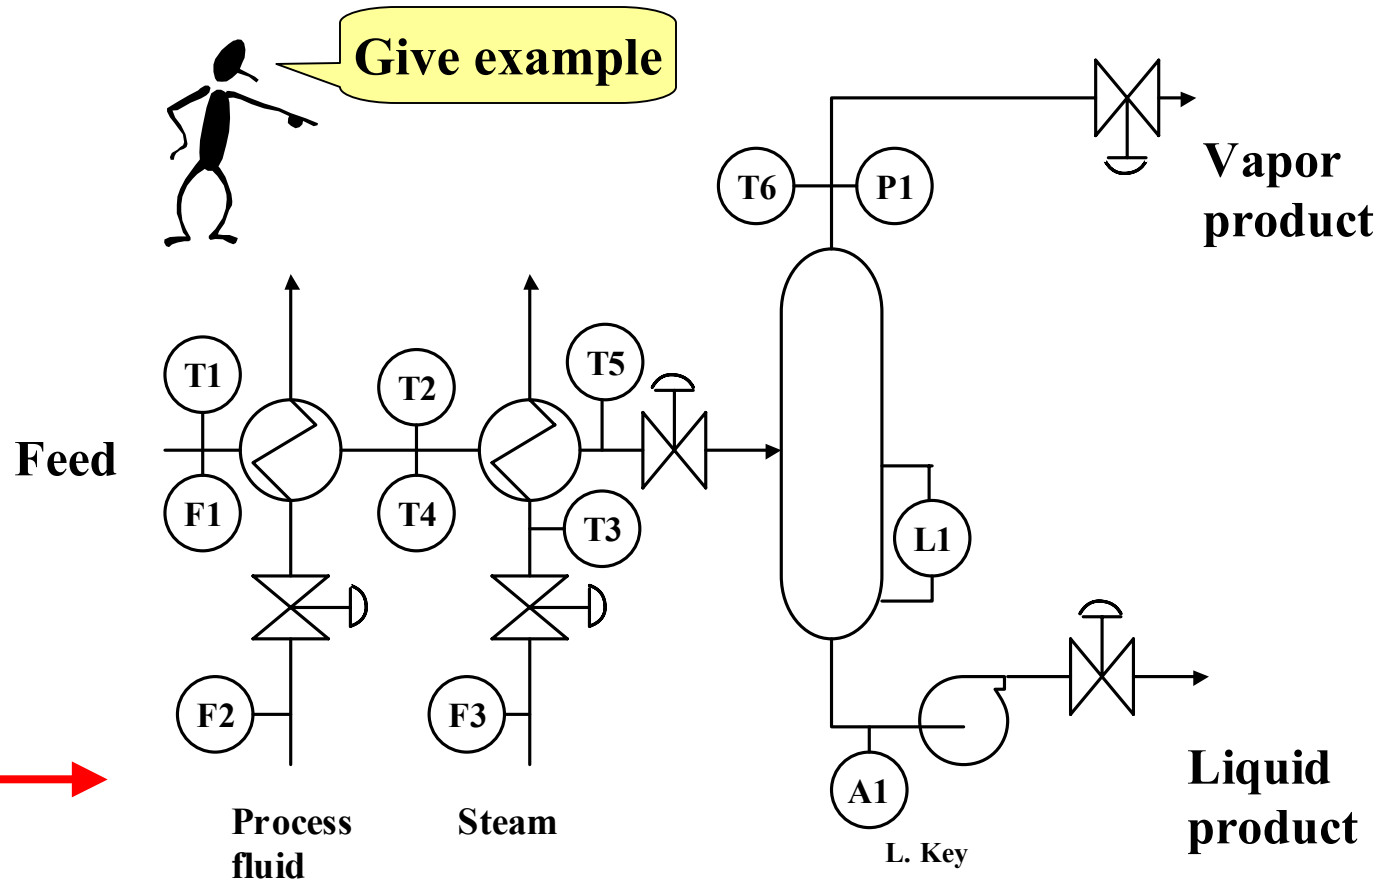 Give example
T6
P1
Vapor
product
T1
T2
T5
Feed
F1
T4
T3
L1
F2
F3
A1
Process
fluid
Steam
L. Key
Liquid
product